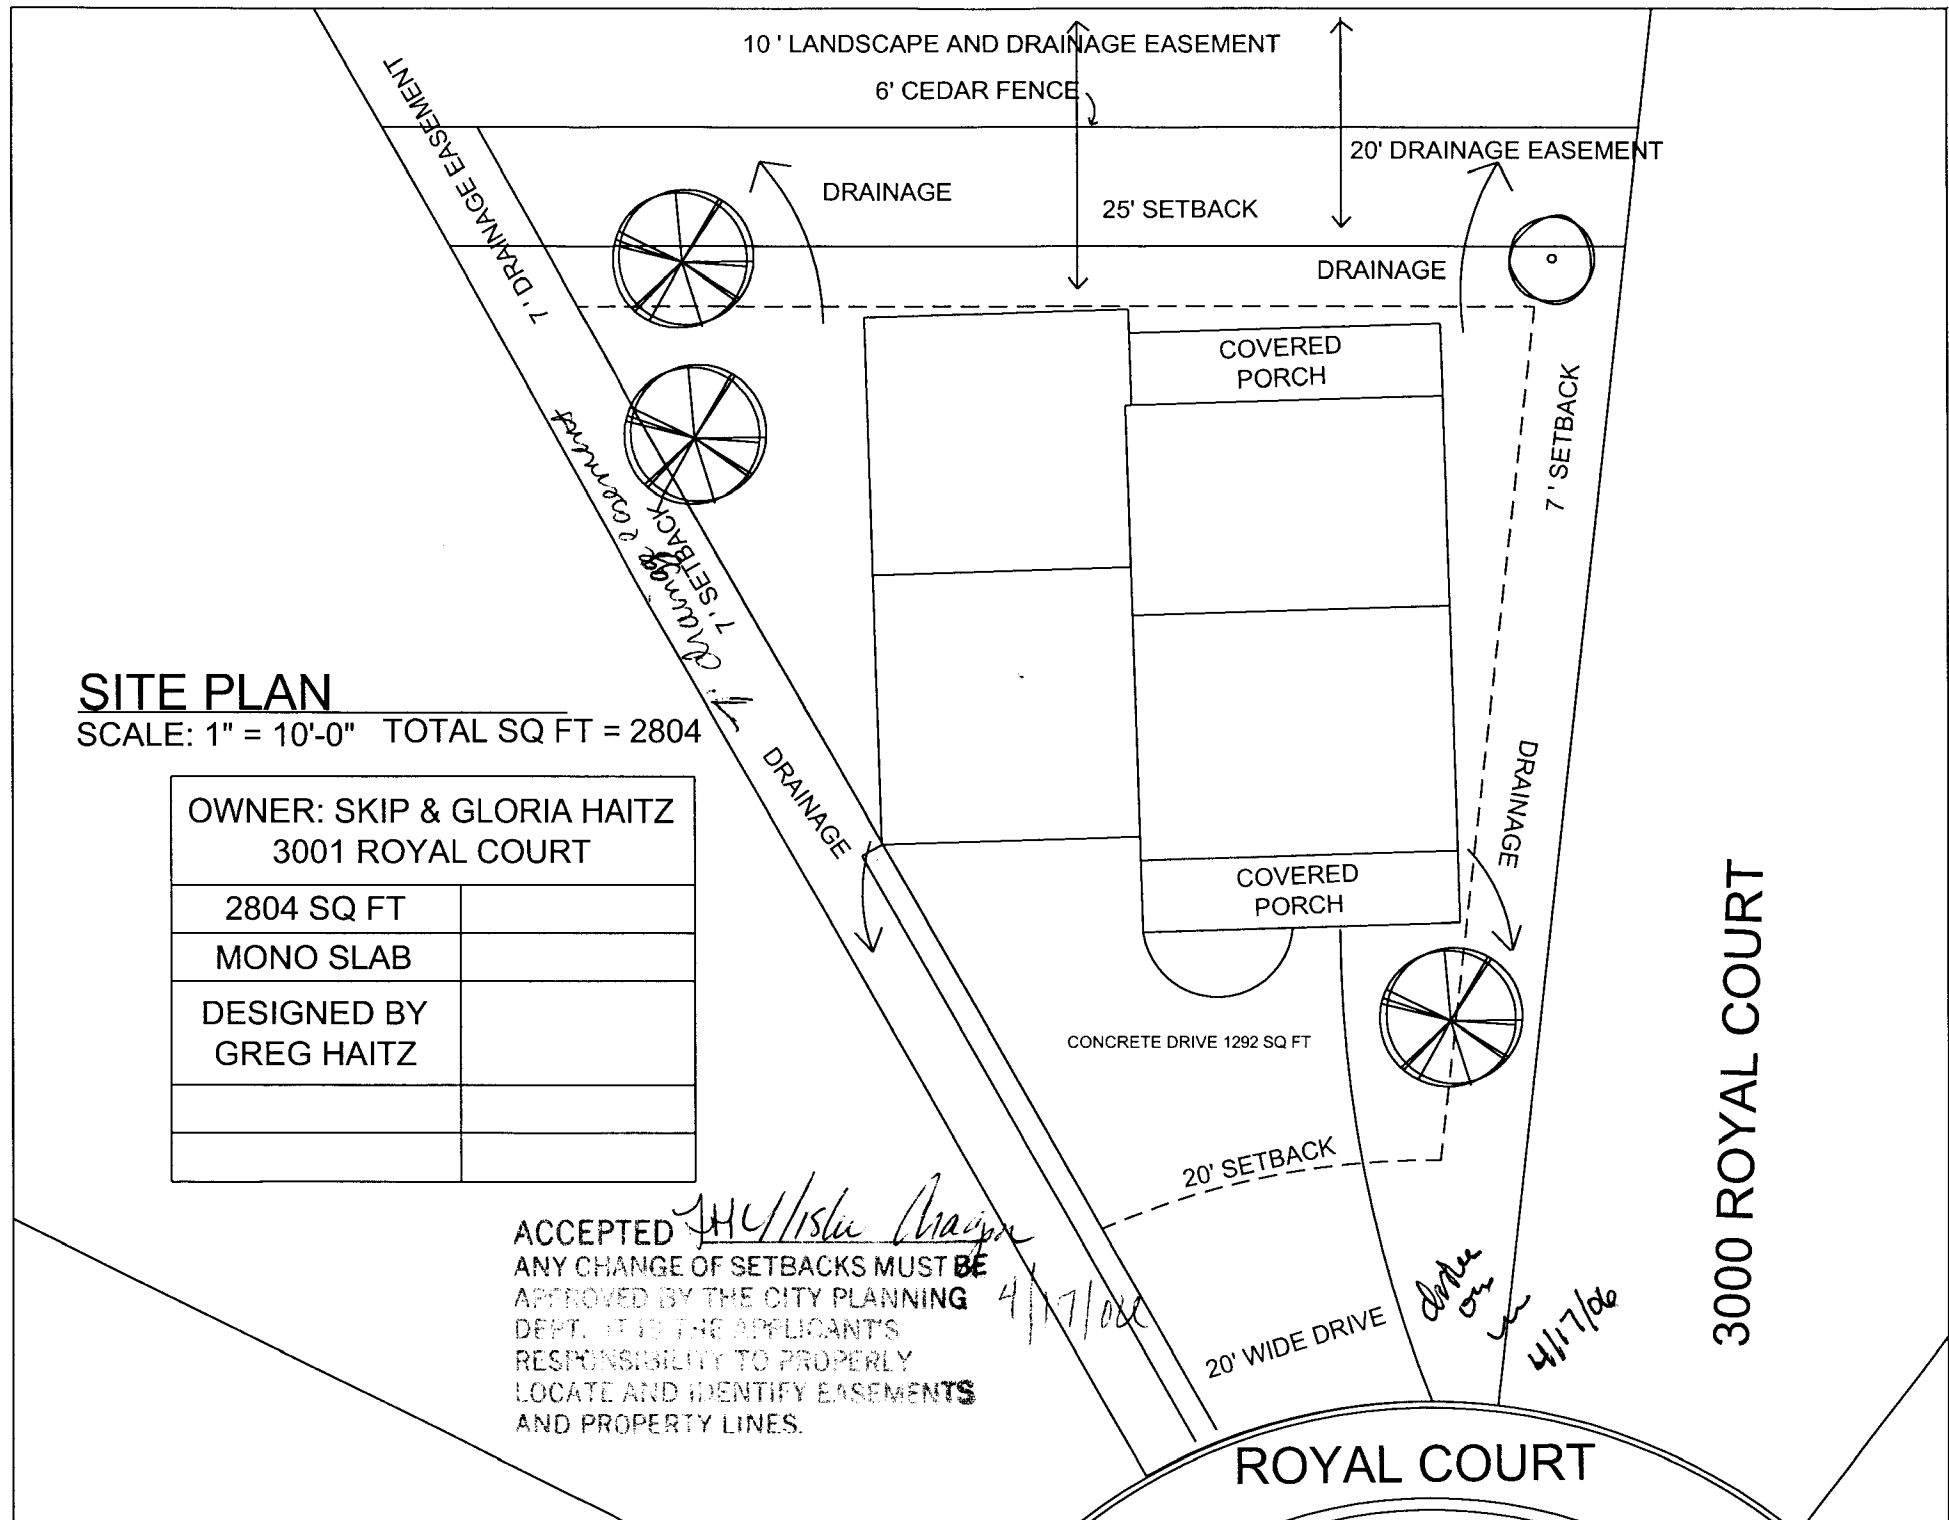 10 ' LANDSCAPE AND DRAINAGE EASEMENT
6' CEDAR FENCE
7 ' DRAINAGE EASEMENT
20' DRAINAGE EASEMENT
DRAINAGE
25' SETBACK
DRAINAGE
COVERED
PORCH
7 ' SETBACK
7 ' SETBACK
7' drainage easement
SITE PLAN
SCALE: 1" = 10'-0" TOTAL SQ FT = 2804
DRAINAGE
DRAINAGE
OWNER: SKIP & GLORIA HAITZ
3001 ROYAL COURT
2804 SQ FT
MONO SLAB
DESIGNED BY
GREG HAITZ
COVERED
PORCH
CONCRETE DRIVE 1292 SQ FT
3000 ROYAL COURT
20' SETBACK
ACCEPTED
ANY CHANGE OF SETBACKS MUST BE
APPROVED BY THE CITY PLANNING
DEPT. IT IS THE APPLICANT'S
RESPONSIBILITY TO PROPERLY
LOCATE AND IDENTIFY EASEMENTS
AND PROPERTY LINES.
4/17/06
20' WIDE DRIVE
4/17/06
ROYAL COURT